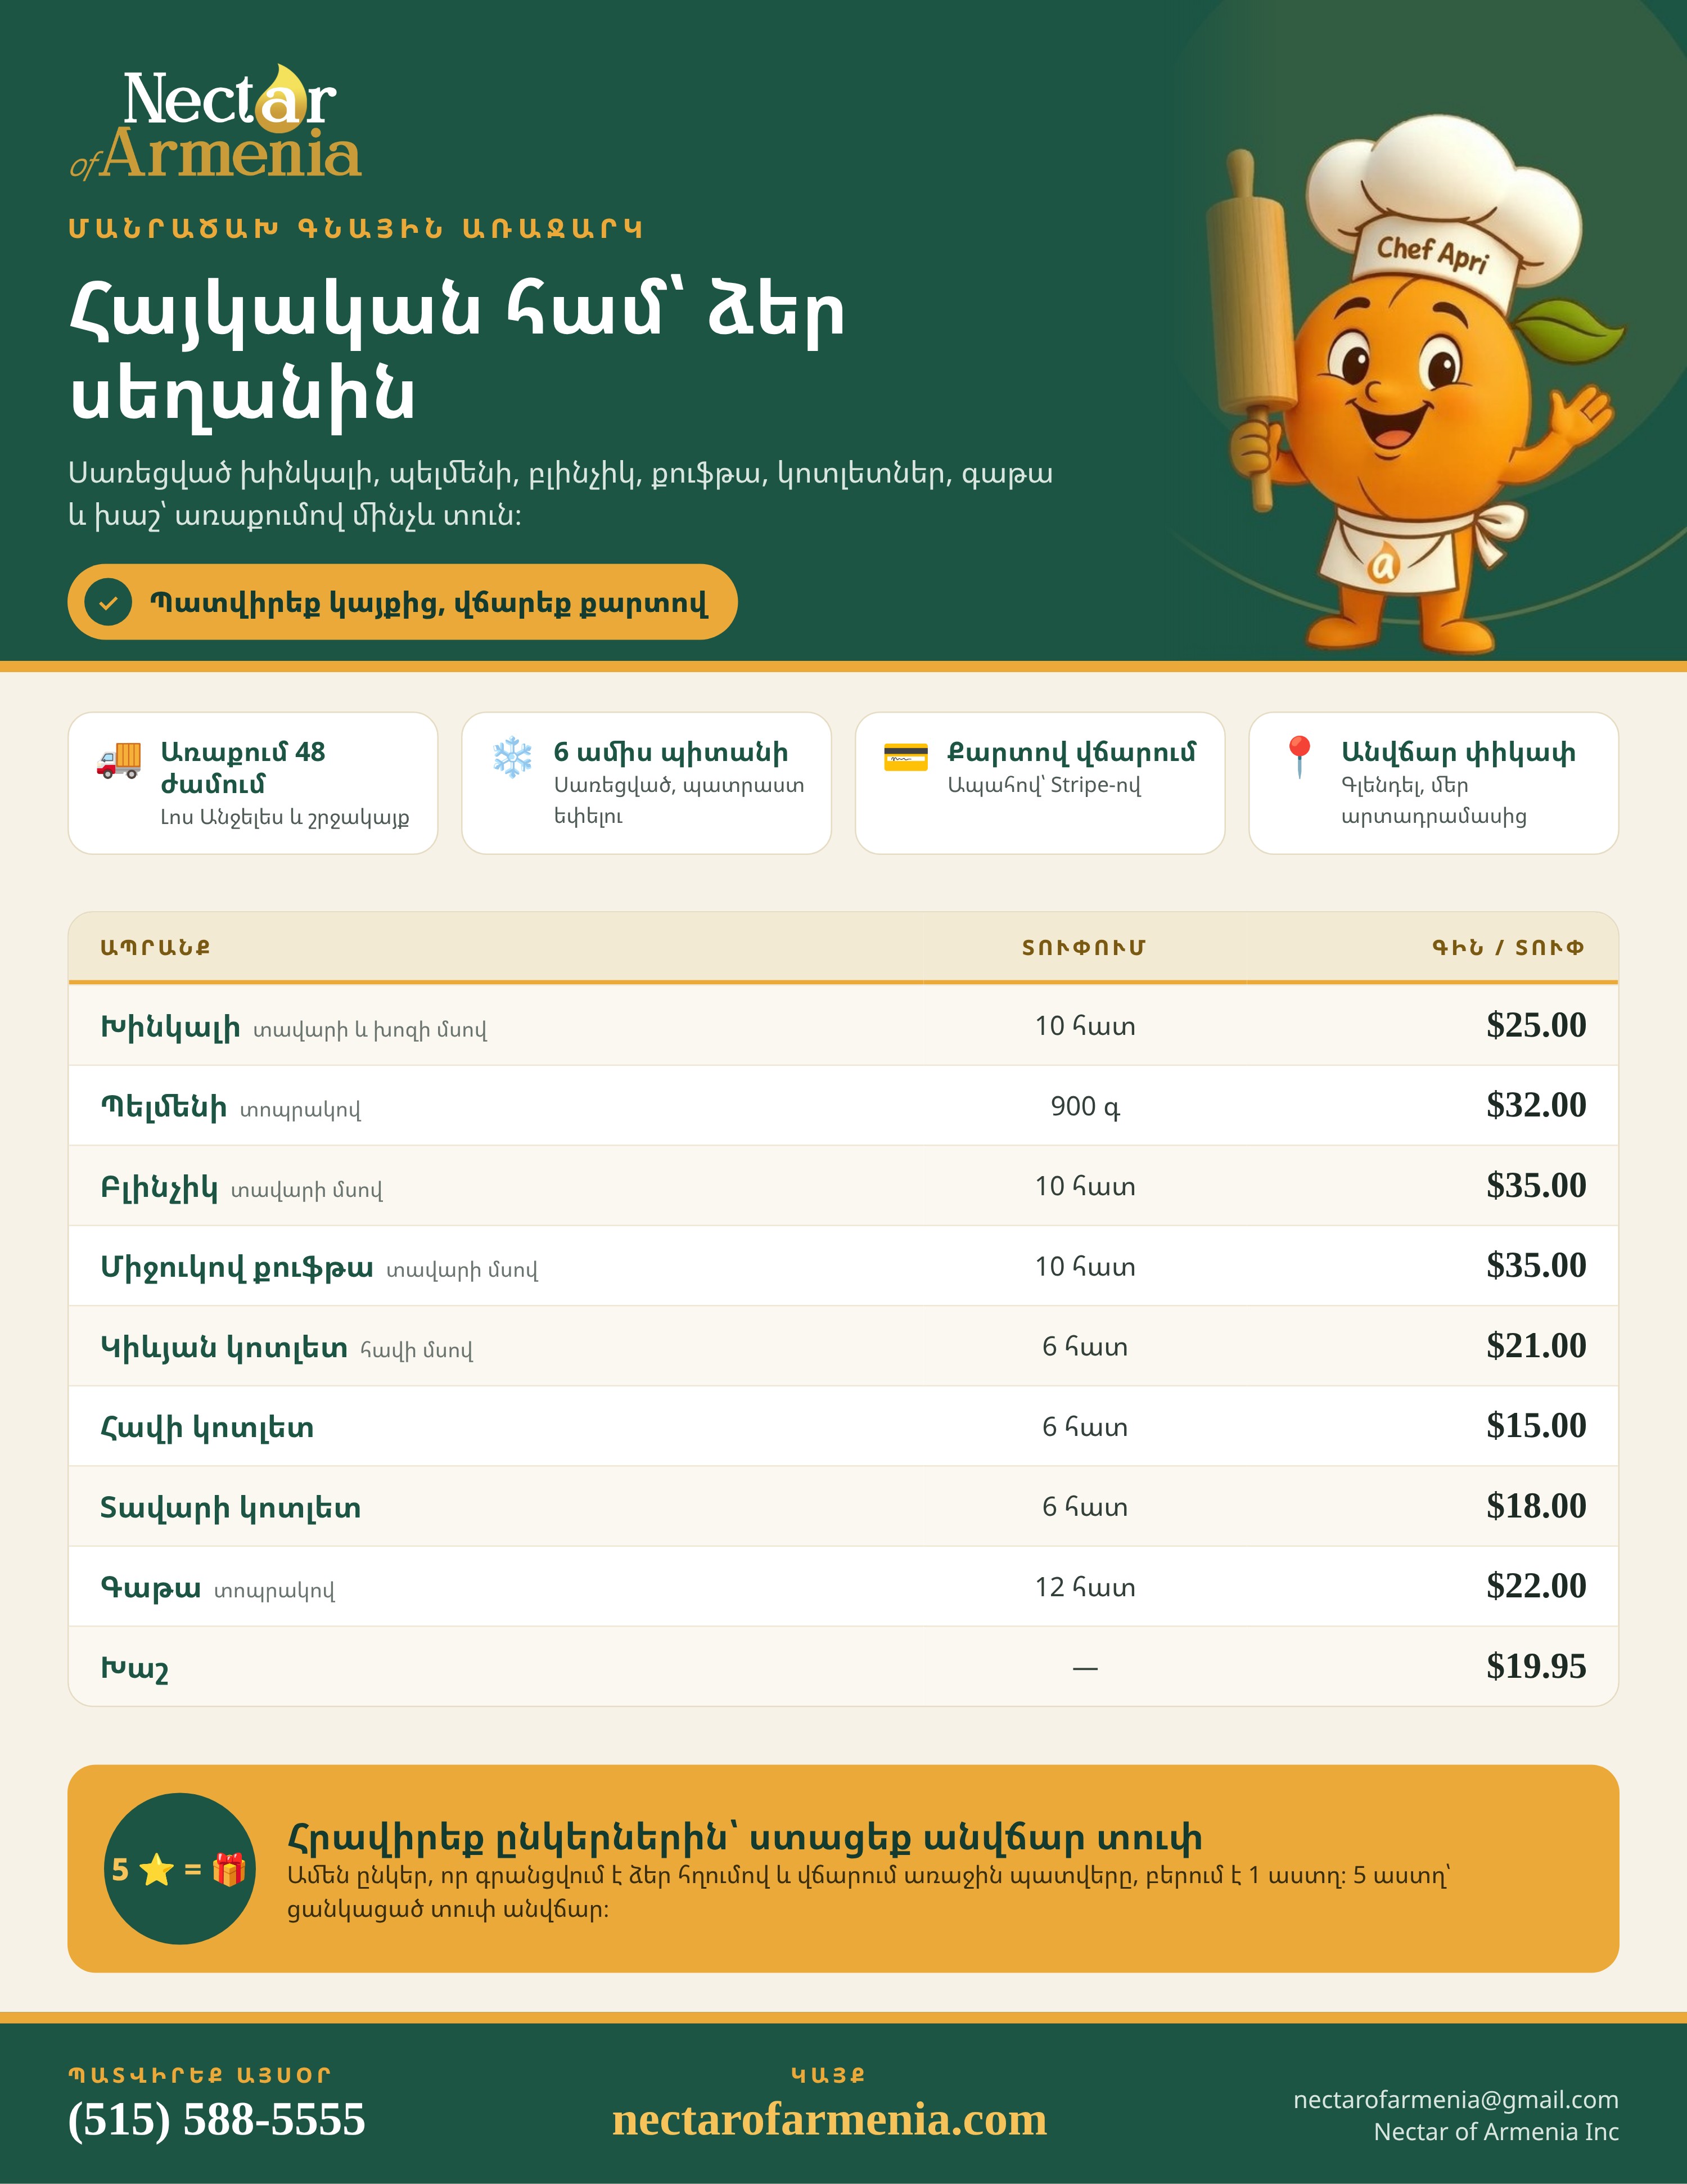 Nectar
of Armenia
ՄԱՆՐԱԾԱԽ ԳՆԱՅԻՆ ԱՌԱՋԱՐԿ
Հայկական համ՝ ձեր
սեղանին
Սառեցված խինկալի, պելմենի, բլինչիկ, քուֆթա, կոտլետներ, գաթա
և խաշ՝ առաքումով մինչև տուն:
Պատվիրեք կայքից, վճարեք քարտով
Chef Apri
a
🚚 Առաքում 48
ժամում
Լոս Անջելես և շրջակայք
❄️ 6 ամիս պիտանի
Սառեցված, պատրաստ
եփելու
💳 Քարտով վճարում
Ապահով՝ Stripe-ով
📍 Անվճար փիկափ
Գլենդել, մեր
արտադրամասից
ԱՊՐԱՆՔ ՏՈՒՓՈՒՄ ԳԻՆ / ՏՈՒՓ
Խինկալի տավարի և խոզի մսով 10 հատ $25.00
Պելմենի տոպրակով 900 գ $32.00
Բլինչիկ տավարի մսով 10 հատ $35.00
Միջուկով քուֆթա տավարի մսով 10 հատ $35.00
Կիևյան կոտլետ հավի մսով 6 հատ $21.00
Հավի կոտլետ 6 հատ $15.00
Տավարի կոտլետ 6 հատ $18.00
Գաթա տոպրակով 12 հատ $22.00
Խաշ — $19.95
5 ⭐ = 🎁
Հրավիրեք ընկերներին՝ ստացեք անվճար տուփ
Ամեն ընկեր, որ գրանցվում է ձեր հղումով և վճարում առաջին պատվերը, բերում է 1 աստղ: 5 աստղ՝
ցանկացած տուփ անվճար:
ՊԱՏՎԻՐԵՔ ԱՅՍՕՐ
(515) 588-5555
ԿԱՅՔ
nectarofarmenia.com
nectarofarmenia@gmail.com
Nectar of Armenia Inc